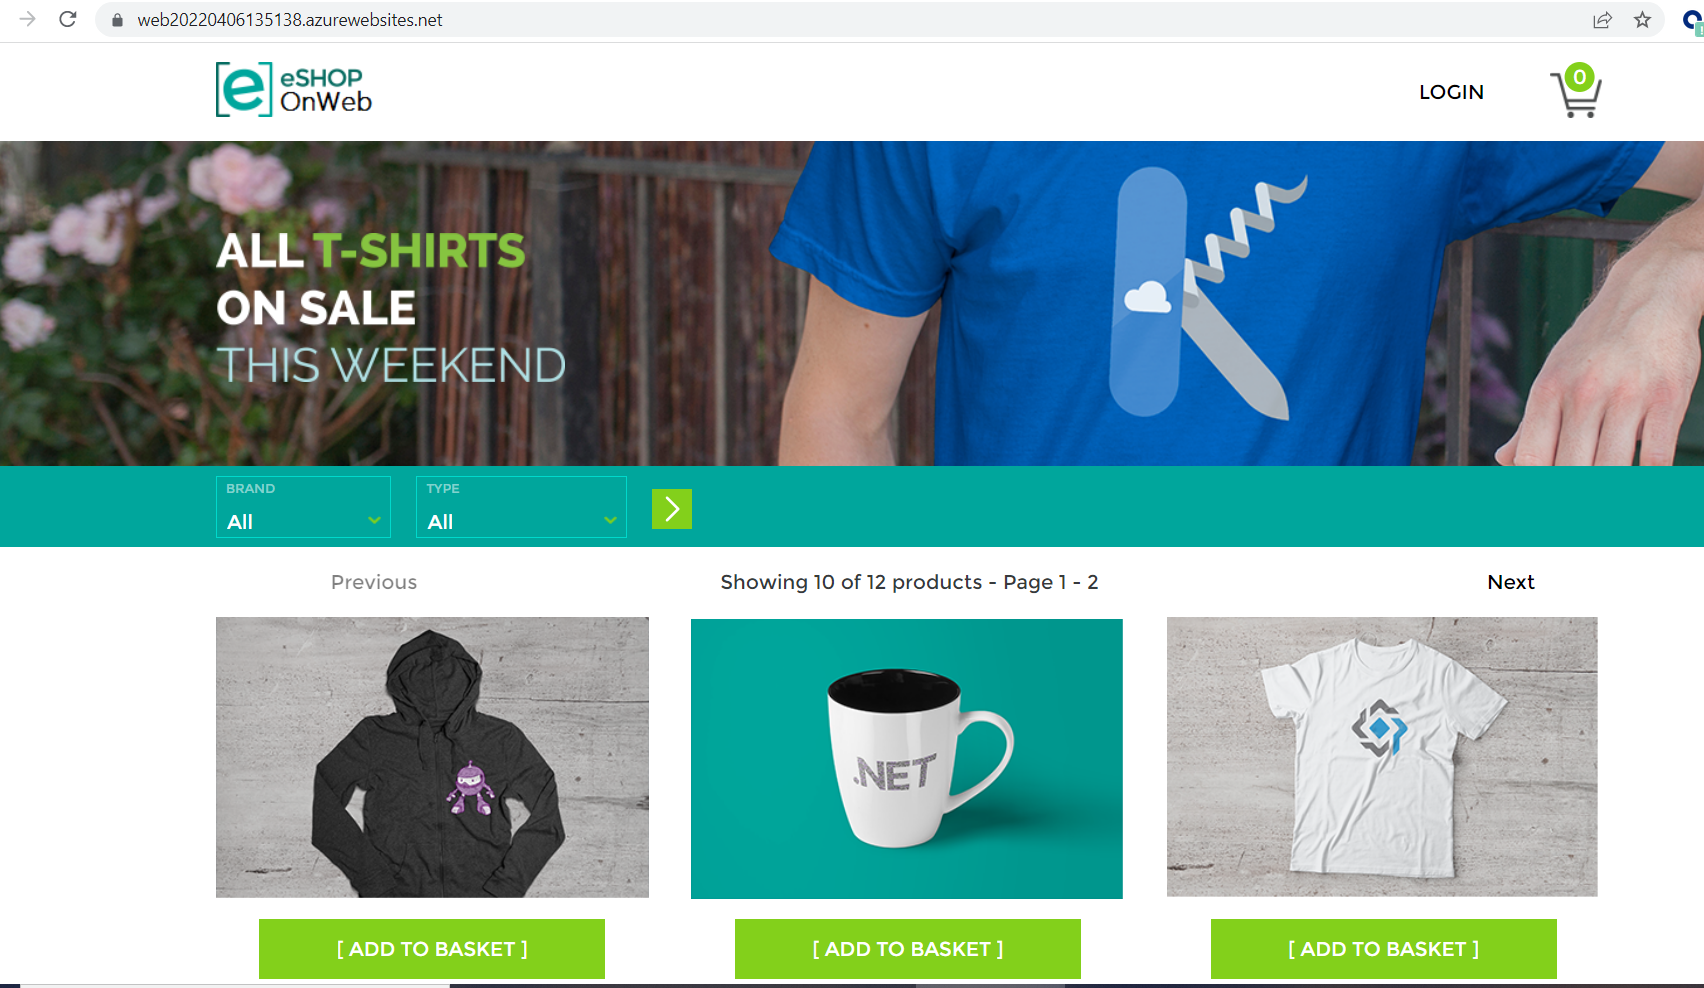 web20220406135138.azurewebsites.net
[e] eSHOP
OnWeb
LOGIN
0
ALL T-SHIRTS
ON SALE
THIS WEEKEND
BRAND
All
TYPE
All
Previous
Showing 10 of 12 products - Page 1 - 2
Next
.NET
[ ADD TO BASKET ]
[ ADD TO BASKET ]
[ ADD TO BASKET ]